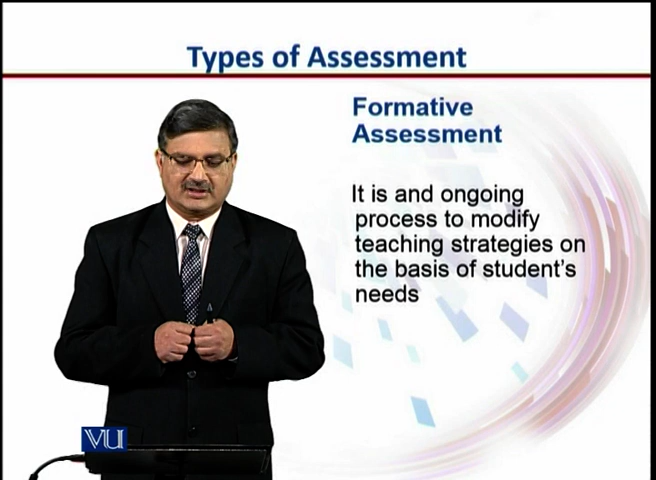 Types of Assessment
Formative
Assessment
It is and ongoing
process to modify
teaching strategies on
the basis of student's
needs
VU